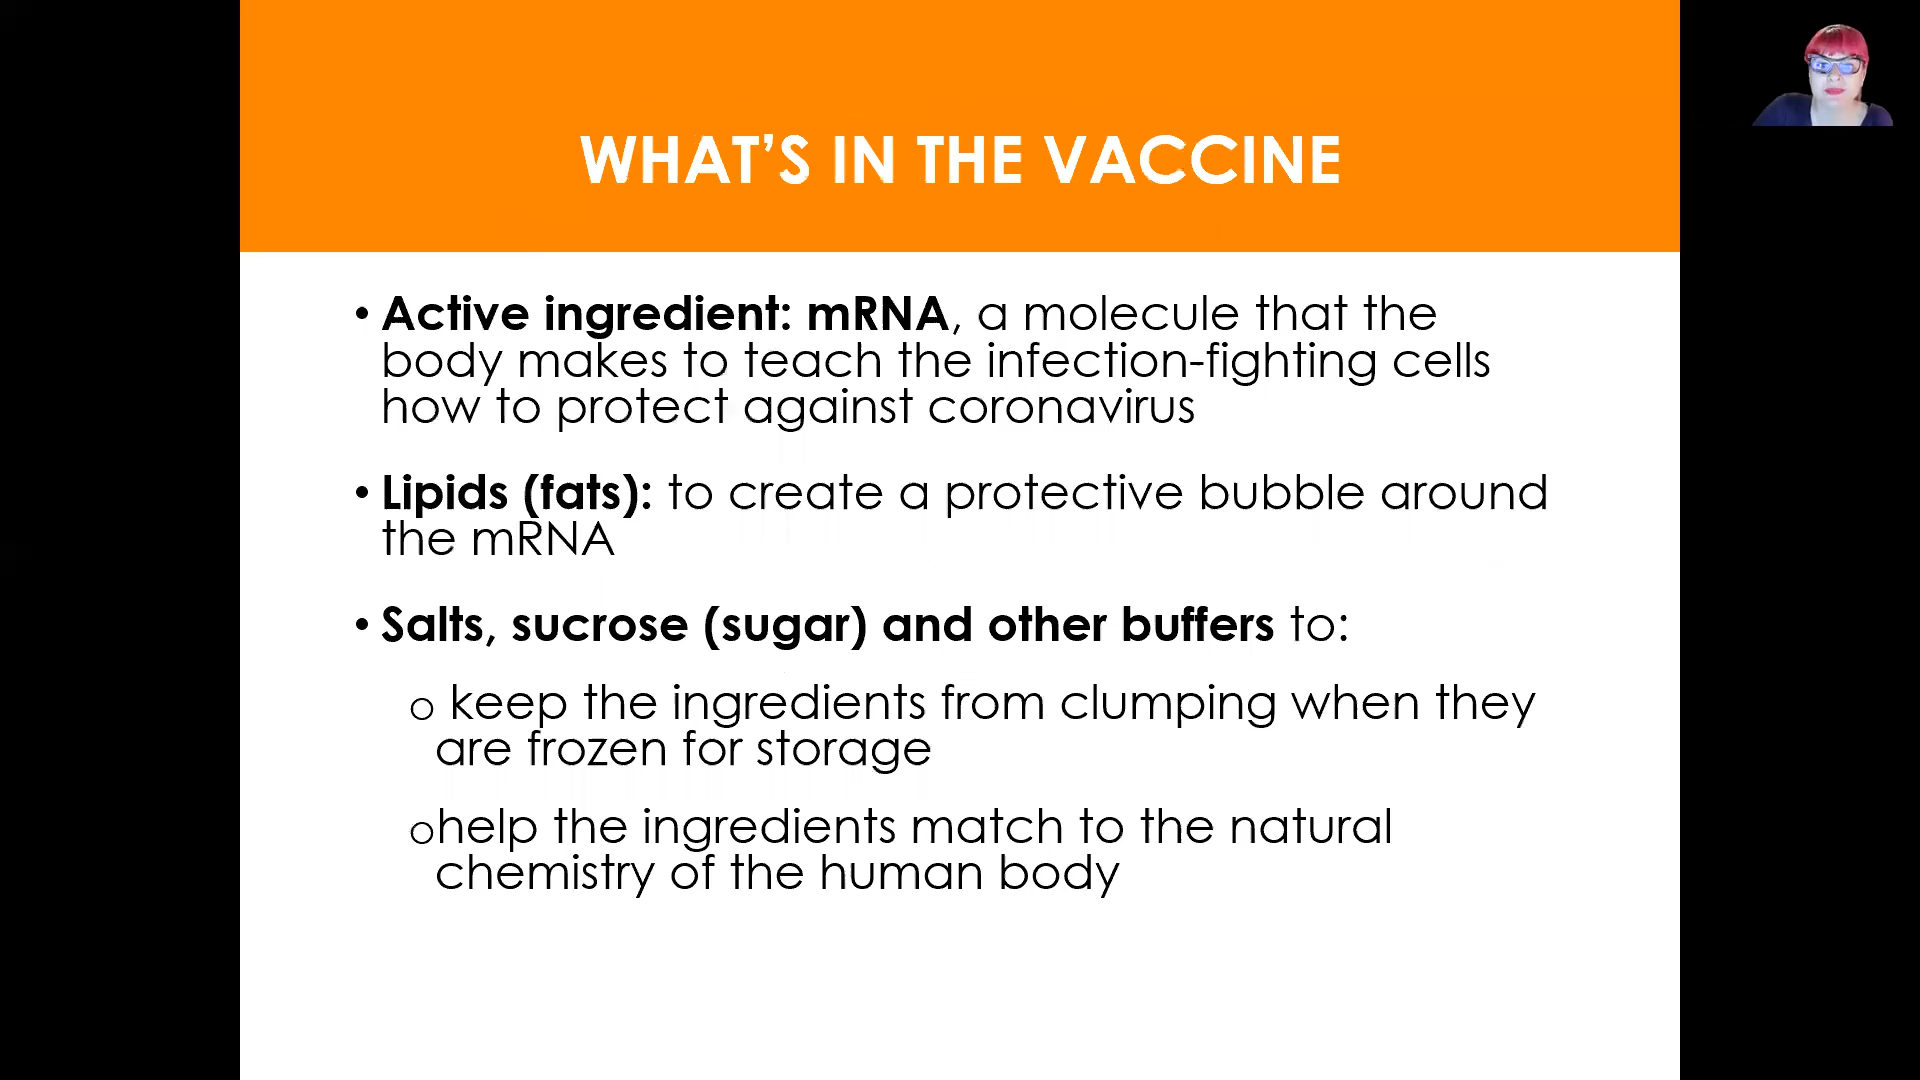 WHAT’S IN THE VACCINE
• Active ingredient: mRNA, a molecule that the
body makes to teach the infection-fighting cells
how to protect against coronavirus
• Lipids (fats): to create a protective bubble around
the mRNA
• Salts, sucrose (sugar) and other buffers to:
o keep the ingredients from clumping when they
are frozen for storage
ohelp the ingredients match to the natural
chemistry of the human body